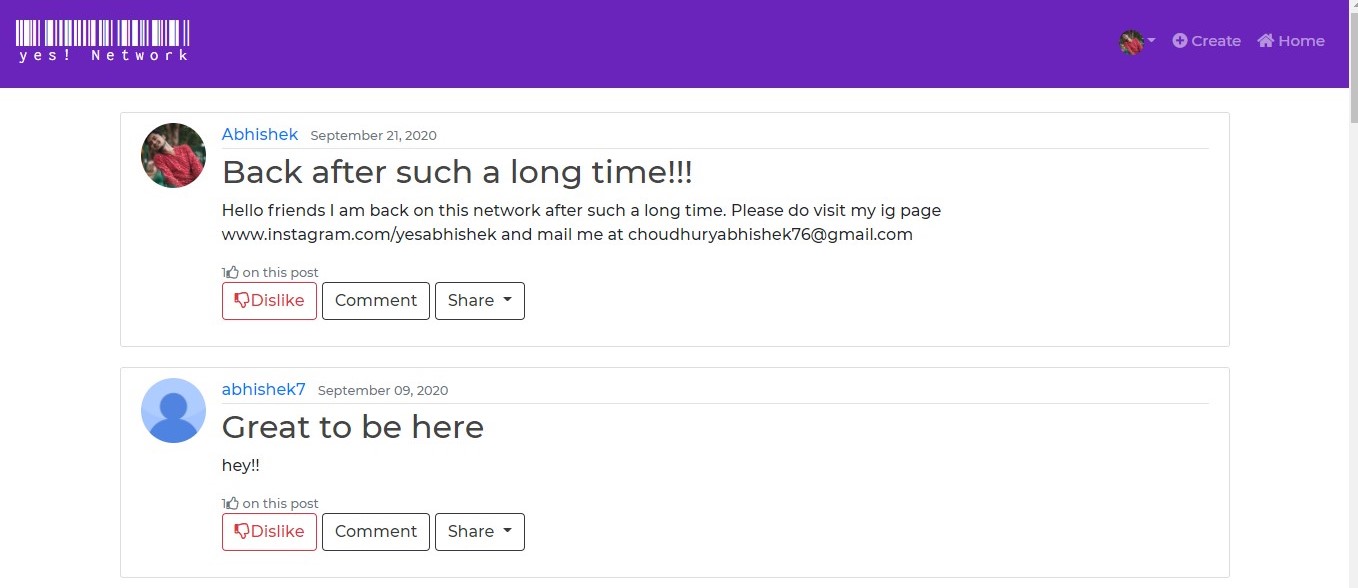 yes! Network
Create Home
Abhishek September 21, 2020
Back after such a long time!!!
Hello friends I am back on this network after such a long time. Please do visit my ig page
www.instagram.com/yesabhishek and mail me at choudhuryabhishek76@gmail.com
1 on this post
Dislike Comment Share
abhishek7 September 09, 2020
Great to be here
hey!!
1 on this post
Dislike Comment Share